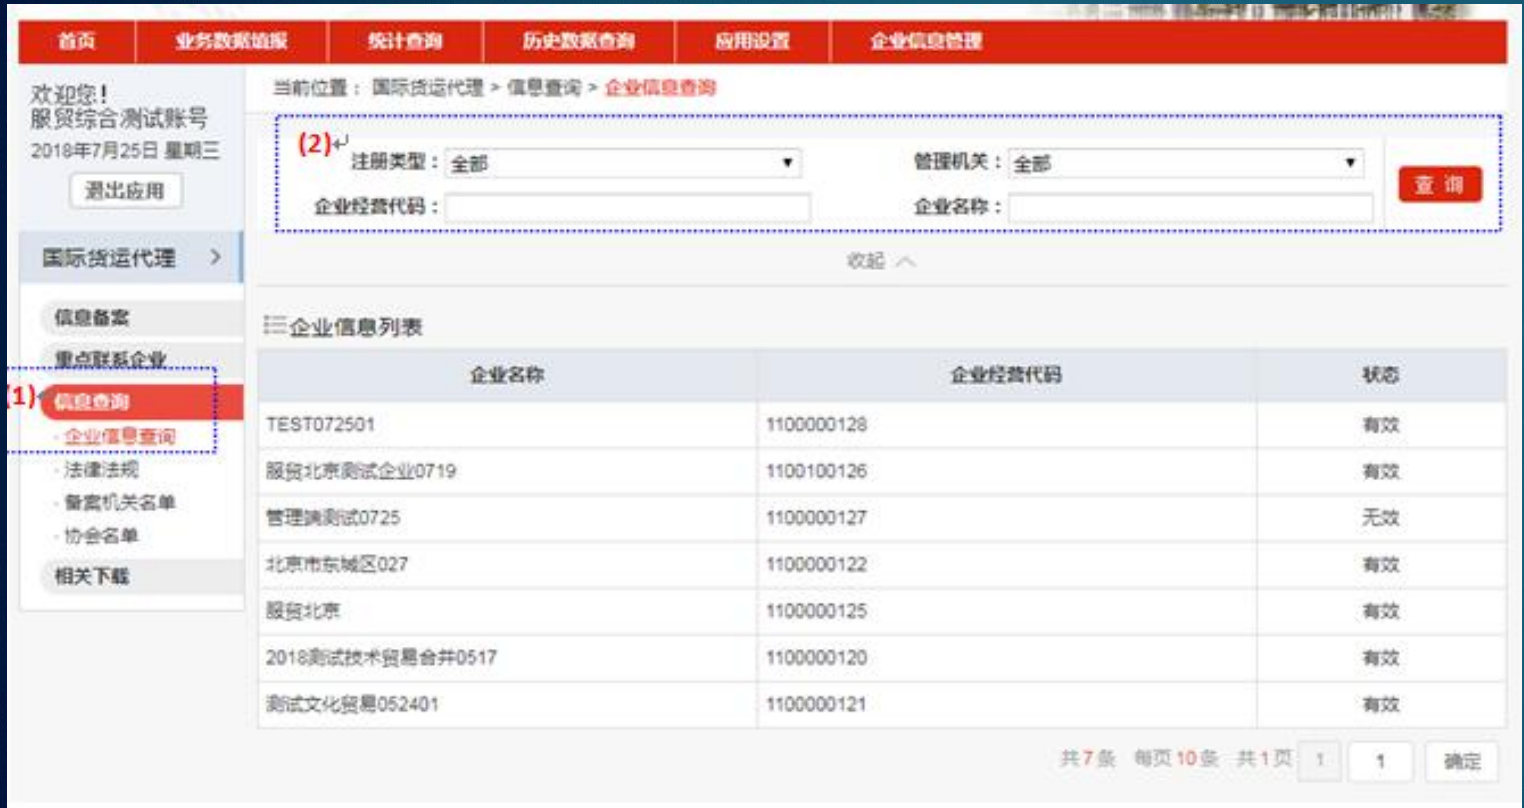 首页 业务数据填报 统计查询 历史数据查询 应用设置 企业信息管理
欢迎您!
服贸综合测试账号
2018年7月25日 星期三
退出应用
当前位置： 国际货运代理 > 信息查询 > 企业信息查询
(2)
注册类型： 全部 管理机关： 全部
企业经营代码： 企业名称：
查 询
收起
国际货运代理 >
信息备案
重点联系企业
(1)
信息查询
· 企业信息查询
· 法律法规
· 备案机关名单
· 协会名单
相关下载
企业信息列表
企业名称 企业经营代码 状态
TEST072501 1100000128 有效
服贸北京测试企业0719 1100100126 有效
管理端测试0725 1100000127 无效
北京市东城区027 1100000122 有效
服贸北京 1100000125 有效
2018测试技术贸易合并0517 1100000120 有效
测试文化贸易052401 1100000121 有效
共7条 每页10条 共1页 1 1 确定